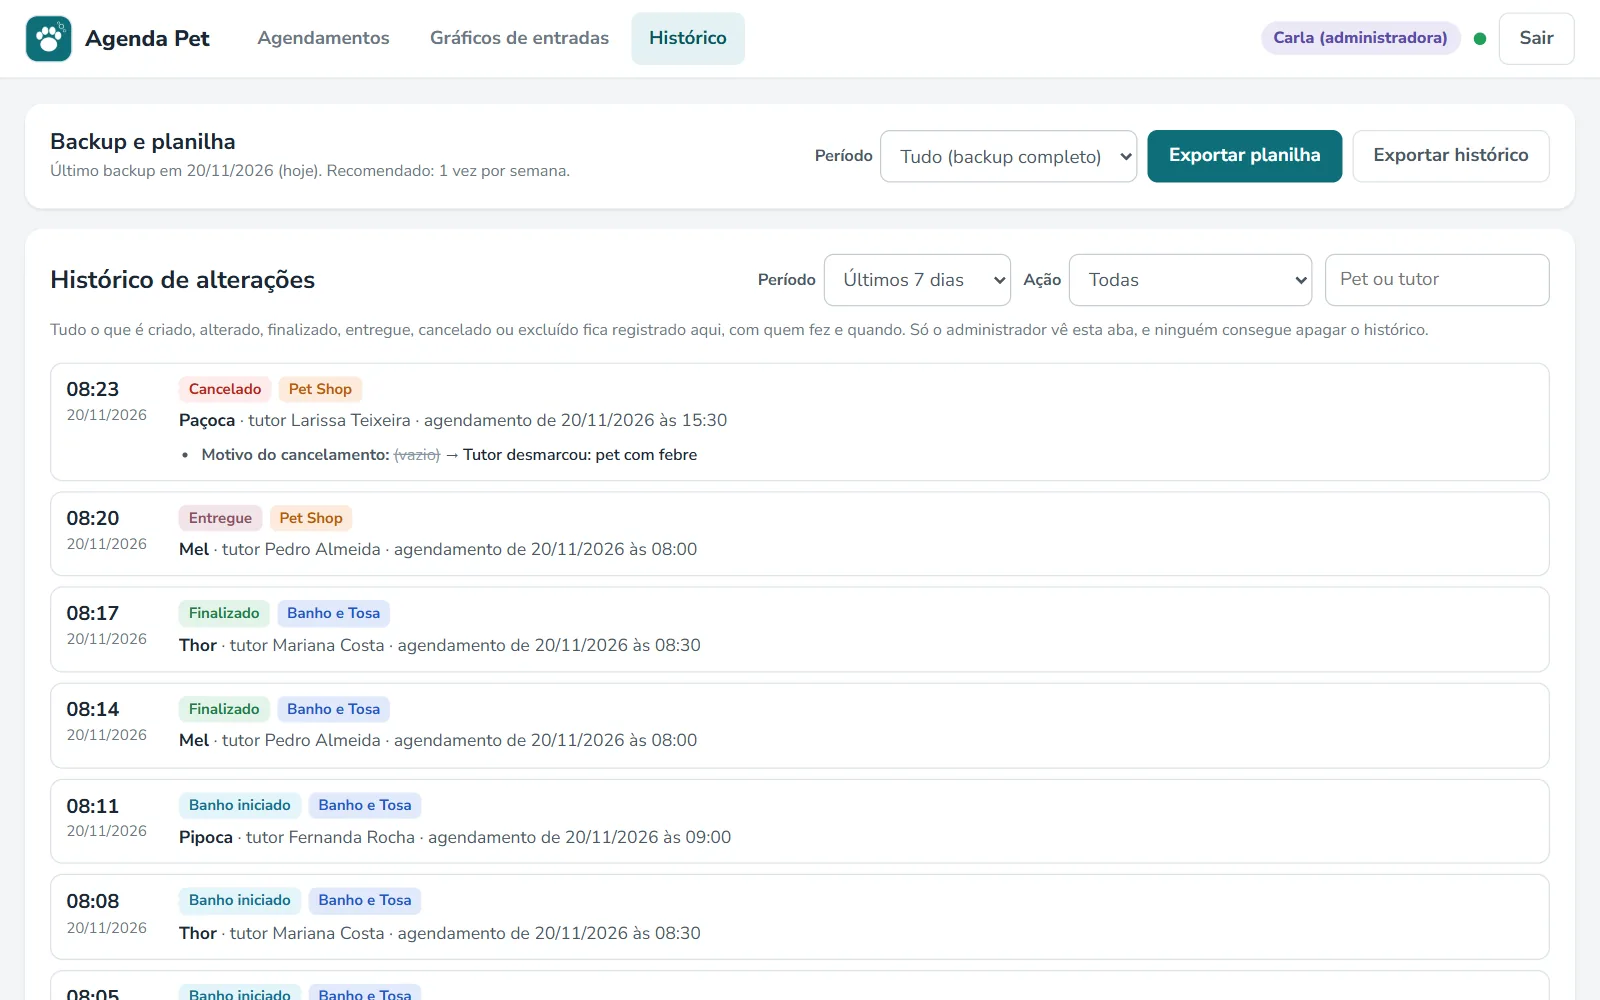 Agenda Pet
Agendamentos
Gráficos de entradas
Histórico
Carla (administradora)
Sair
Backup e planilha
Último backup em 20/11/2026 (hoje). Recomendado: 1 vez por semana.
Período
Tudo (backup completo)
Exportar planilha
Exportar histórico
Histórico de alterações
Período
Últimos 7 dias
Ação
Todas
Pet ou tutor
Tudo o que é criado, alterado, finalizado, entregue, cancelado ou excluído fica registrado aqui, com quem fez e quando. Só o administrador vê esta aba, e ninguém consegue apagar o histórico.
08:23
20/11/2026
Cancelado
Pet Shop
Paçoca · tutor Larissa Teixeira · agendamento de 20/11/2026 às 15:30
• Motivo do cancelamento: (vazio) → Tutor desmarcou: pet com febre
08:20
20/11/2026
Entregue
Pet Shop
Mel · tutor Pedro Almeida · agendamento de 20/11/2026 às 08:00
08:17
20/11/2026
Finalizado
Banho e Tosa
Thor · tutor Mariana Costa · agendamento de 20/11/2026 às 08:30
08:14
20/11/2026
Finalizado
Banho e Tosa
Mel · tutor Pedro Almeida · agendamento de 20/11/2026 às 08:00
08:11
20/11/2026
Banho iniciado
Banho e Tosa
Pipoca · tutor Fernanda Rocha · agendamento de 20/11/2026 às 09:00
08:08
20/11/2026
Banho iniciado
Banho e Tosa
Thor · tutor Mariana Costa · agendamento de 20/11/2026 às 08:30
08:05
Banho iniciado
Banho e Tosa